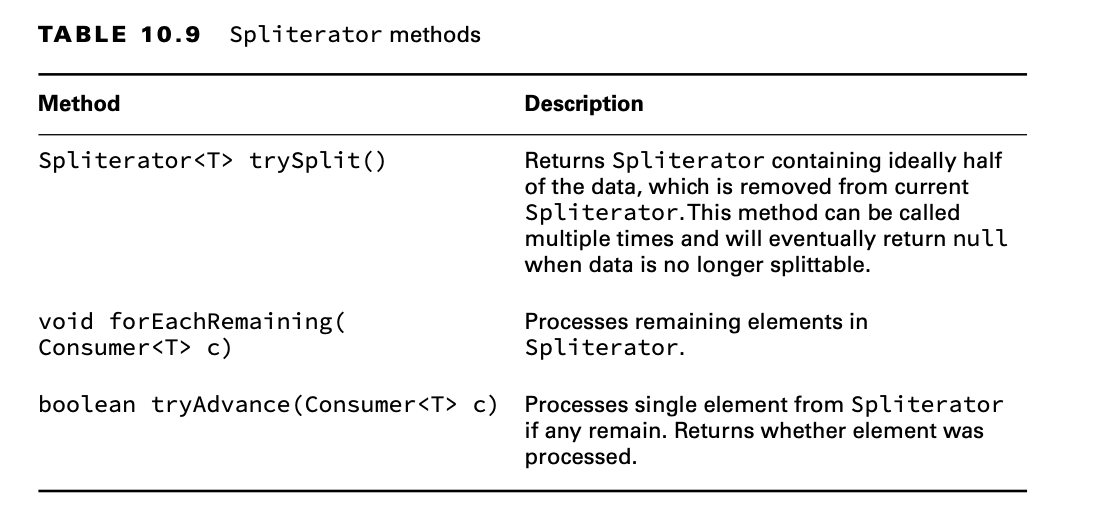 TABLE 10.9 Spliterator methods
Method Description
Spliterator<T> trySplit() Returns Spliterator containing ideally half
of the data, which is removed from current
Spliterator.This method can be called
multiple times and will eventually return null
when data is no longer splittable.
void forEachRemaining(
Consumer<T> c)
Processes remaining elements in
Spliterator.
boolean tryAdvance(Consumer<T> c) Processes single element from Spliterator
if any remain. Returns whether element was
processed.